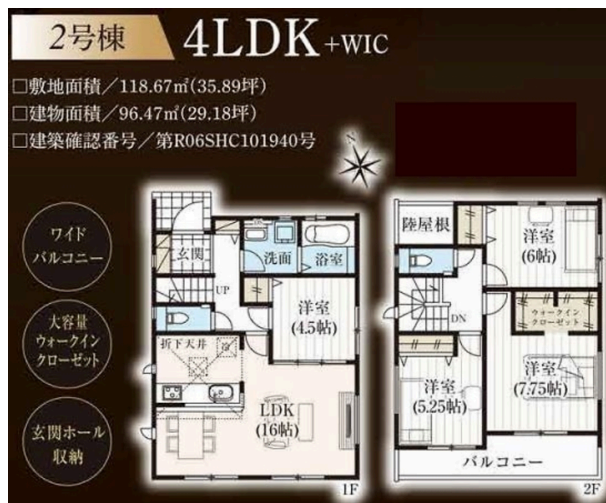 2号棟 4LDK+WIC
□敷地面積／118.67㎡(35.89坪)
□建物面積／96.47㎡(29.18坪)
□建築確認番号／第R06SHC101940号
N
ワイド
バルコニー
大容量
ウォークイン
クローゼット
玄関ホール
収納
玄関
洗面
浴室
UP
洋室
(4.5帖)
折下天井
冷
LDK
(16帖)
1F
陸屋根
洋室
(6帖)
DN
ウォークイン
クローゼット
洋室
(5.25帖)
洋室
(7.75帖)
バルコニー
2F